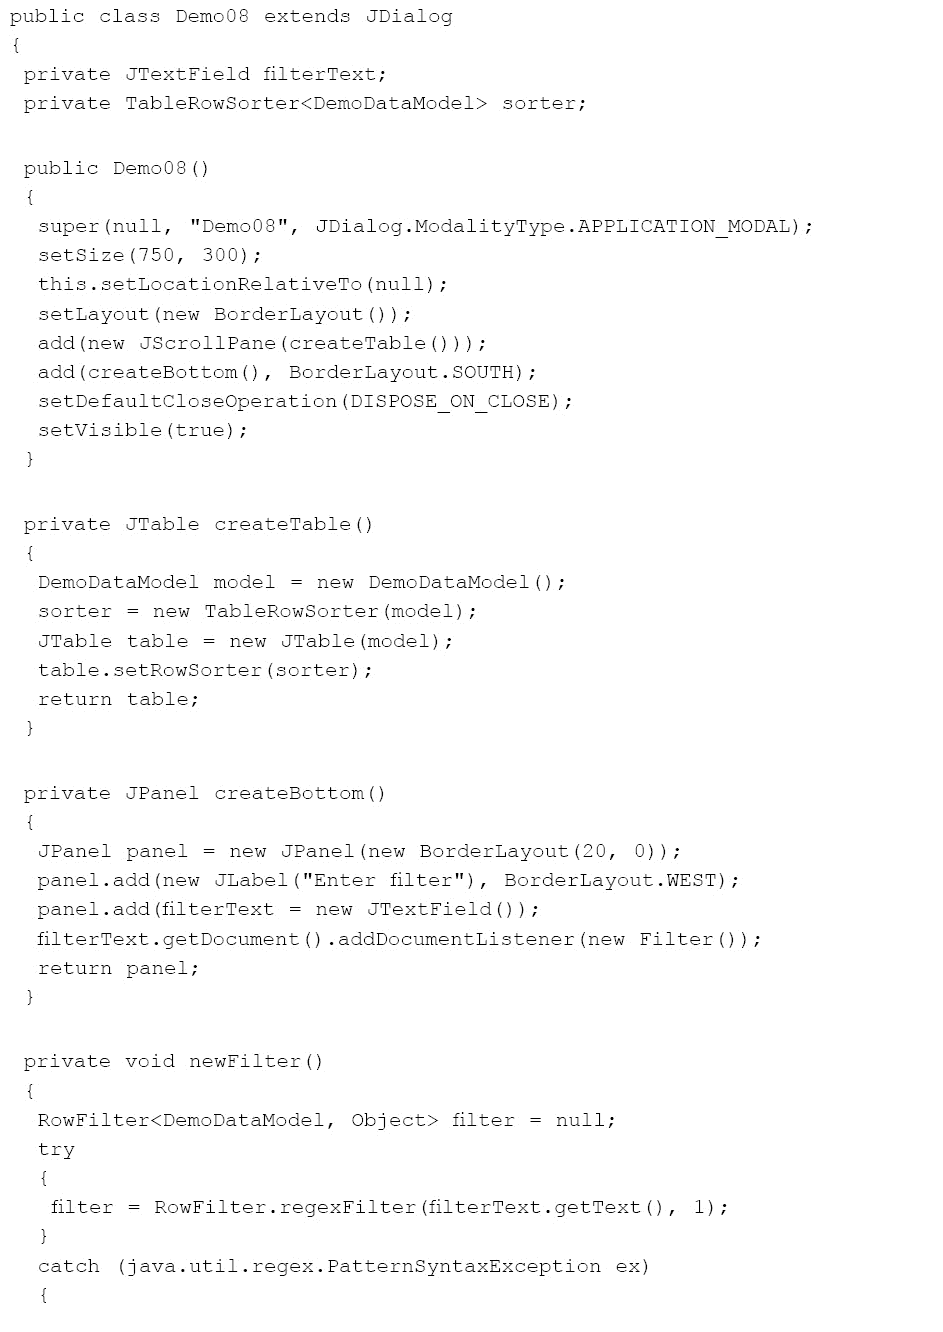 public class Demo08 extends JDialog
{
 private JTextField filterText;
 private TableRowSorter<DemoDataModel> sorter;

 public Demo08()
 {
  super(null, "Demo08", JDialog.ModalityType.APPLICATION_MODAL);
  setSize(750, 300);
  this.setLocationRelativeTo(null);
  setLayout(new BorderLayout());
  add(new JScrollPane(createTable()));
  add(createBottom(), BorderLayout.SOUTH);
  setDefaultCloseOperation(DISPOSE_ON_CLOSE);
  setVisible(true);
 }

 private JTable createTable()
 {
  DemoDataModel model = new DemoDataModel();
  sorter = new TableRowSorter(model);
  JTable table = new JTable(model);
  table.setRowSorter(sorter);
  return table;
 }

 private JPanel createBottom()
 {
  JPanel panel = new JPanel(new BorderLayout(20, 0));
  panel.add(new JLabel("Enter filter"), BorderLayout.WEST);
  panel.add(filterText = new JTextField());
  filterText.getDocument().addDocumentListener(new Filter());
  return panel;
 }

 private void newFilter()
 {
  RowFilter<DemoDataModel, Object> filter = null;
  try
  {
   filter = RowFilter.regexFilter(filterText.getText(), 1);
  }
  catch (java.util.regex.PatternSyntaxException ex)
  {